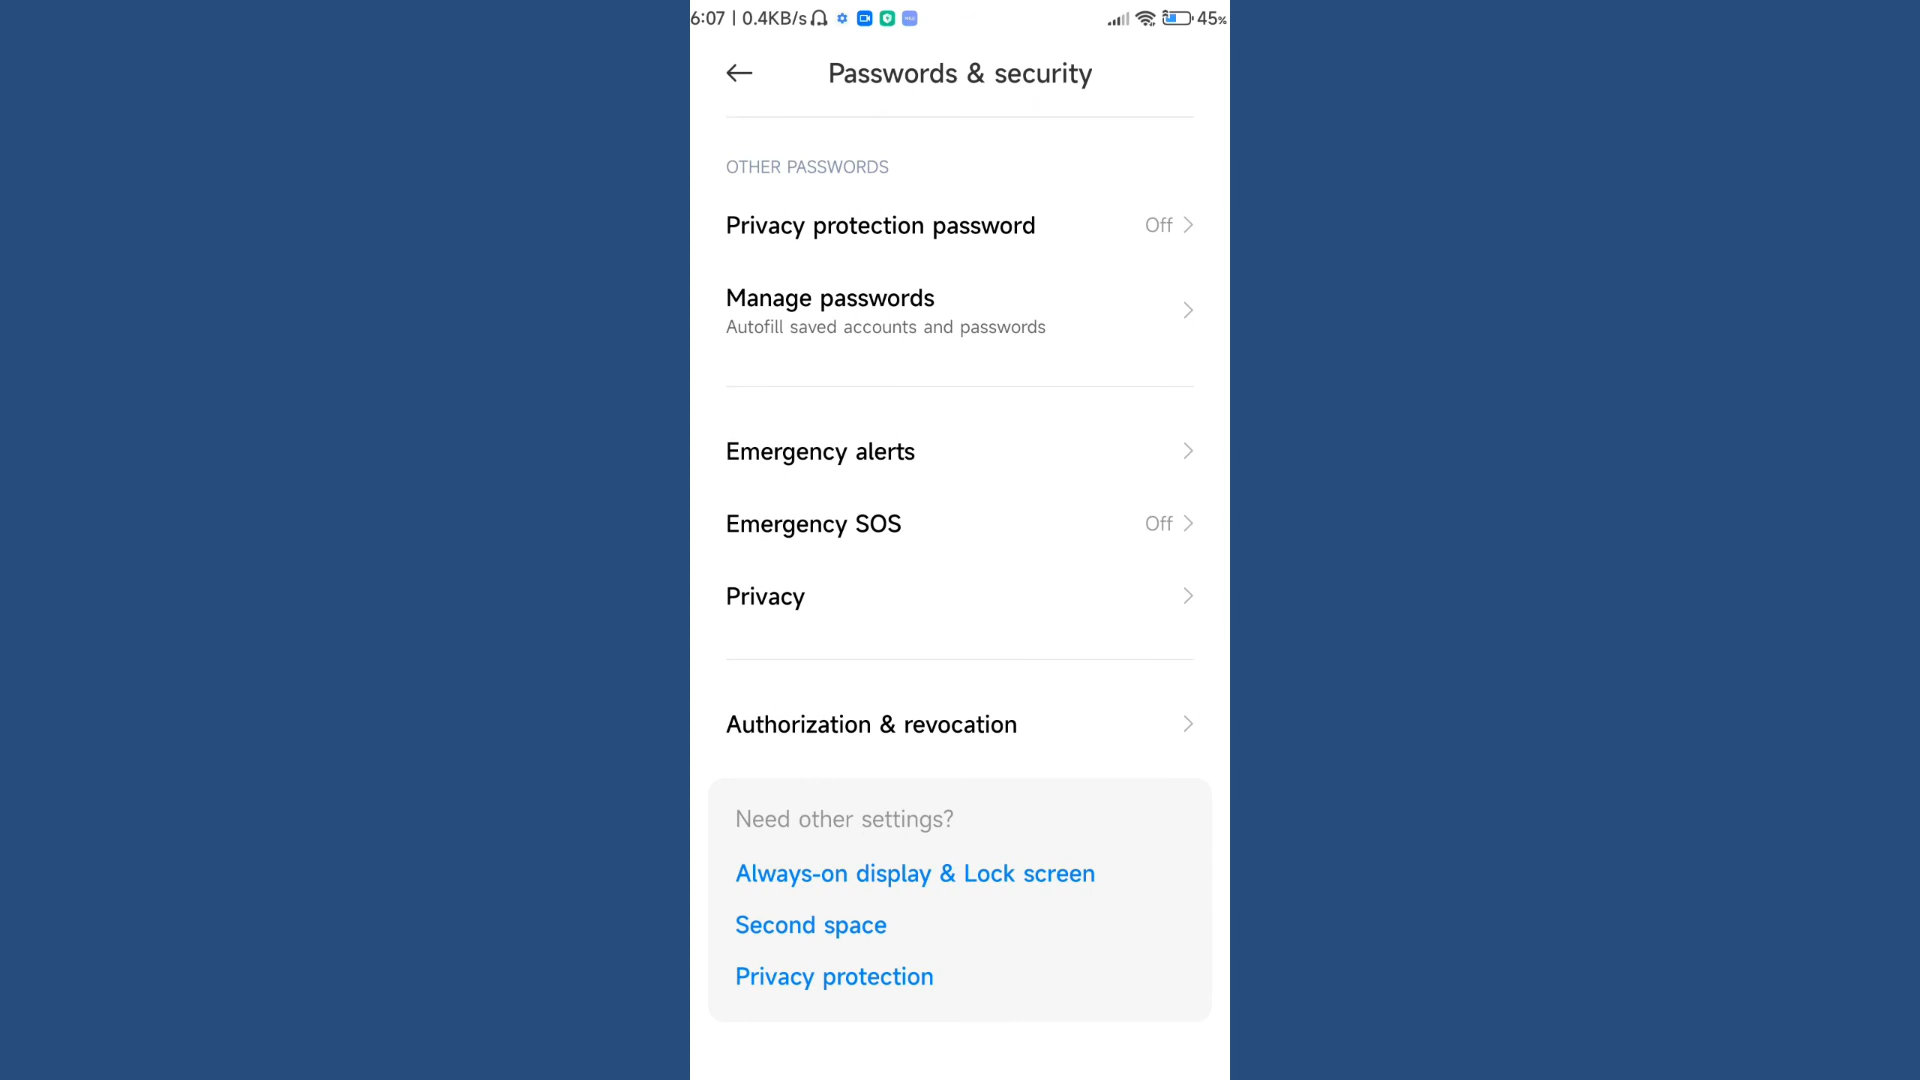 6:07 | 0.4KB/s 45%
Passwords & security
OTHER PASSWORDS
Privacy protection password Off
Manage passwords
Autofill saved accounts and passwords
Emergency alerts
Emergency SOS Off
Privacy
Authorization & revocation
Need other settings?
Always-on display & Lock screen
Second space
Privacy protection